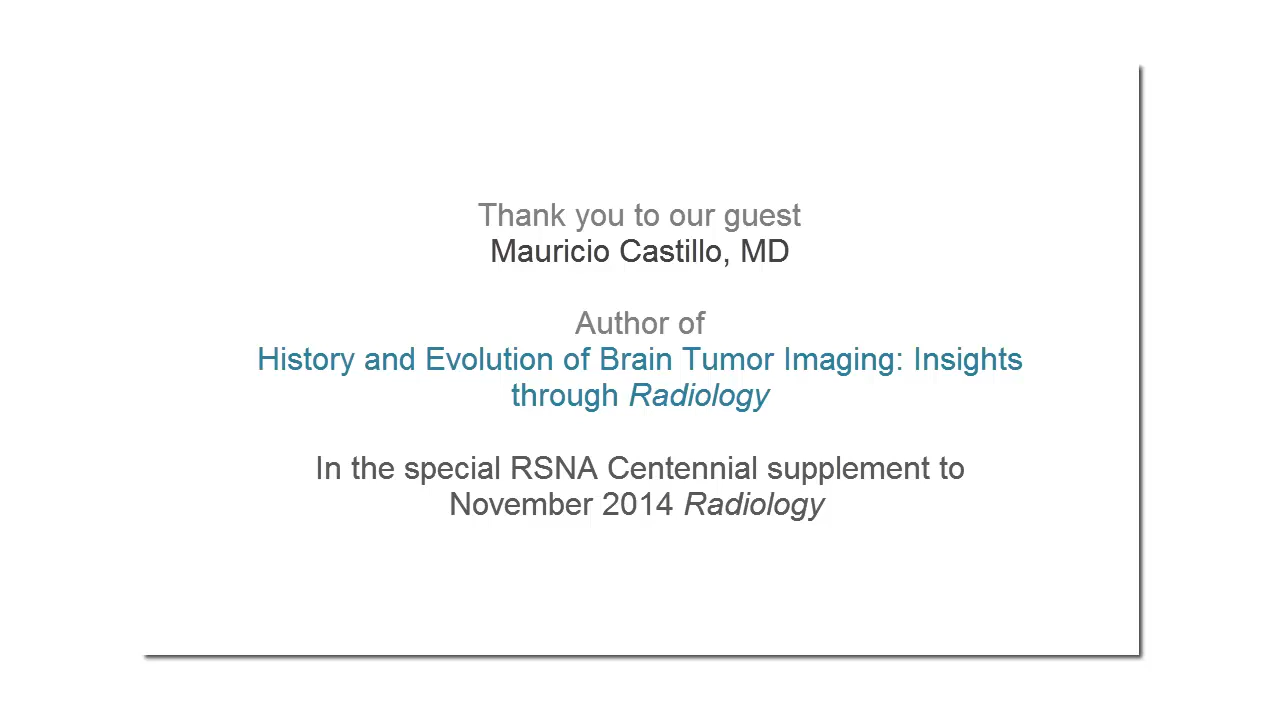 Thank you to our guest
Mauricio Castillo, MD
Author of
History and Evolution of Brain Tumor Imaging: Insights
through Radiology
In the special RSNA Centennial supplement to
November 2014 Radiology